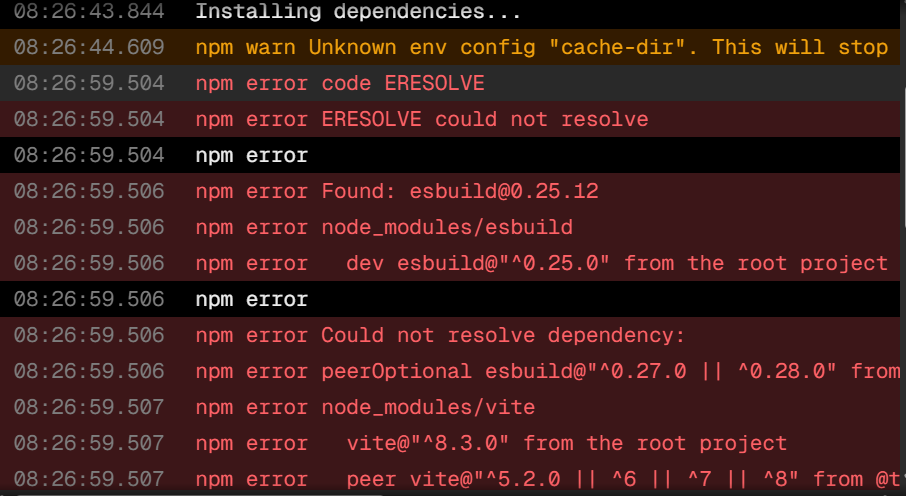 08:26:43.844 Installing dependencies...
08:26:44.609 npm warn Unknown env config "cache-dir". This will stop
08:26:59.504 npm error code ERESOLVE
08:26:59.504 npm error ERESOLVE could not resolve
08:26:59.504 npm error
08:26:59.506 npm error Found: esbuild@0.25.12
08:26:59.506 npm error node_modules/esbuild
08:26:59.506 npm error   dev esbuild@"^0.25.0" from the root project
08:26:59.506 npm error
08:26:59.506 npm error Could not resolve dependency:
08:26:59.506 npm error peerOptional esbuild@"^0.27.0 || ^0.28.0" from
08:26:59.507 npm error node_modules/vite
08:26:59.507 npm error   vite@"^8.3.0" from the root project
08:26:59.507 npm error   peer vite@"^5.2.0 || ^6 || ^7 || ^8" from @t